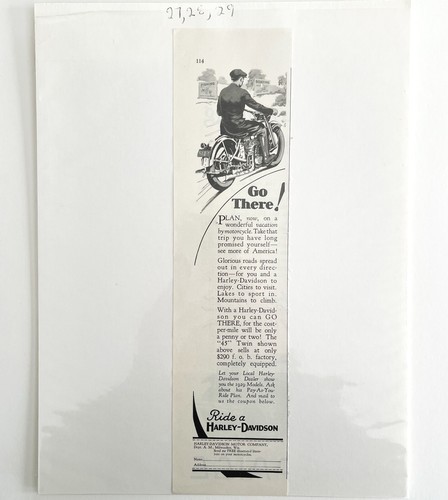 27, 28, 29
114
Go
There!
PLAN, now, on a
wonderful vacation
by motorcycle. Take that
trip you have long
promised yourself—
see more of America!
Glorious roads spread
out in every direc-
tion—for you and a
Harley-Davidson to
enjoy. Cities to visit.
Lakes to sport in.
Mountains to climb.
With a Harley-David-
son you can GO
THERE, for the cost-
per-mile will be only
a penny or two! The
"45" Twin shown
above sells at only
$290 f. o. b. factory,
completely equipped.
Let your Local Harley-
Davidson Dealer show
you the 1929 Models. Ask
about his Pay-As-You-
Ride Plan. And mail to
us the coupon below.
Ride a
HARLEY-DAVIDSON
HARLEY-DAVIDSON MOTOR COMPANY,
Milwaukee, Wis.
Name
Address